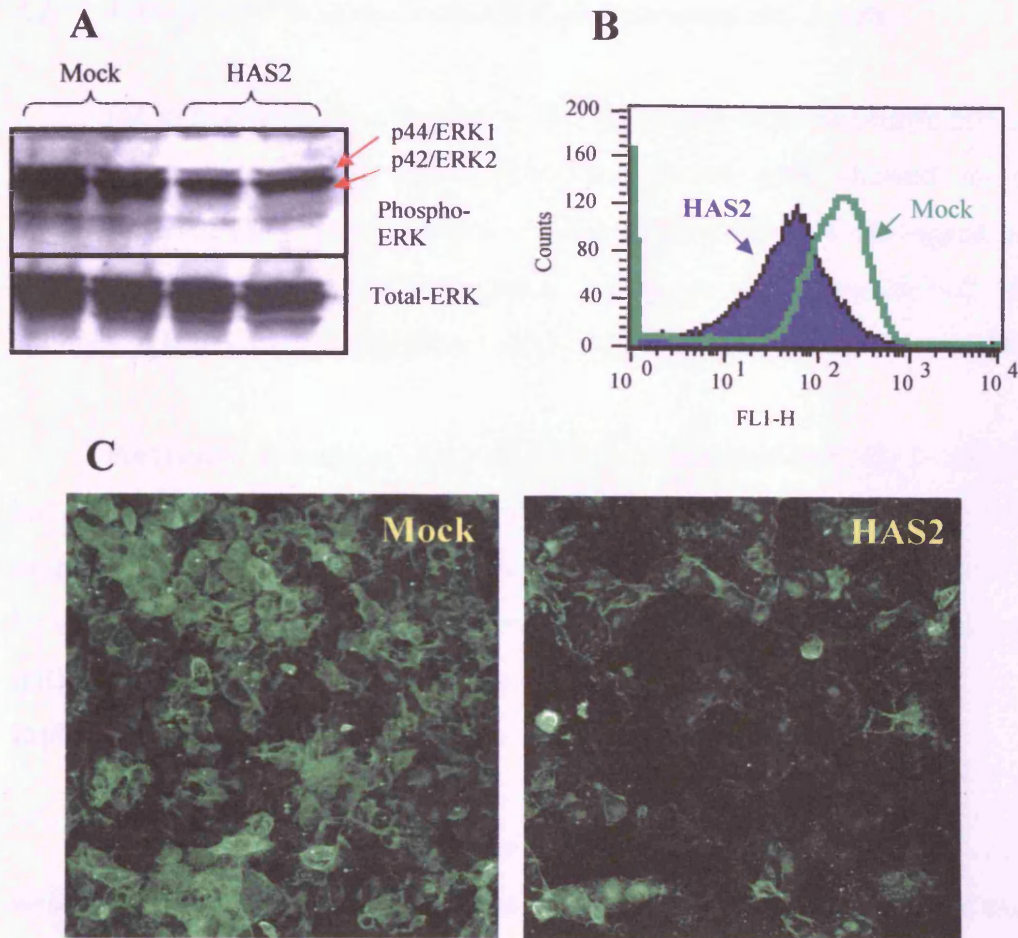 A
Mock HAS2
p44/ERK1
p42/ERK2
Phospho-
ERK
Total-ERK
B
200
160
120
80
40
0
Counts
HAS2
Mock
10^0 10^1 10^2 10^3 10^4
FL1-H
C
Mock
HAS2